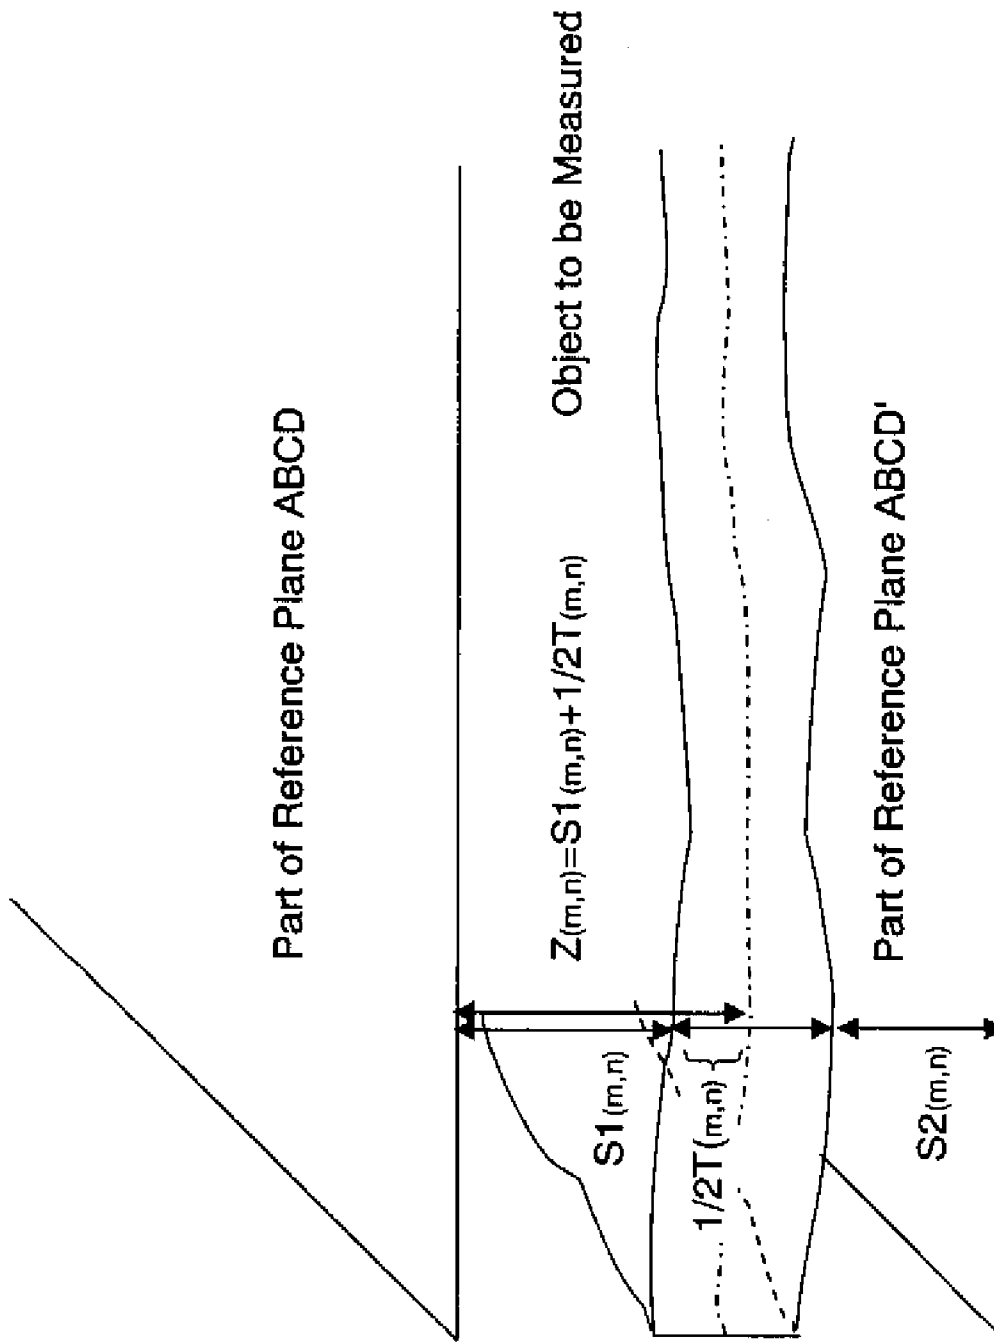 Part of Reference Plane ABCD
Object to be Measured
Z(m,n)=S1(m,n)+1/2T(m,n)
S1(m,n)
1/2T(m,n)
Part of Reference Plane ABCD'
S2(m,n)